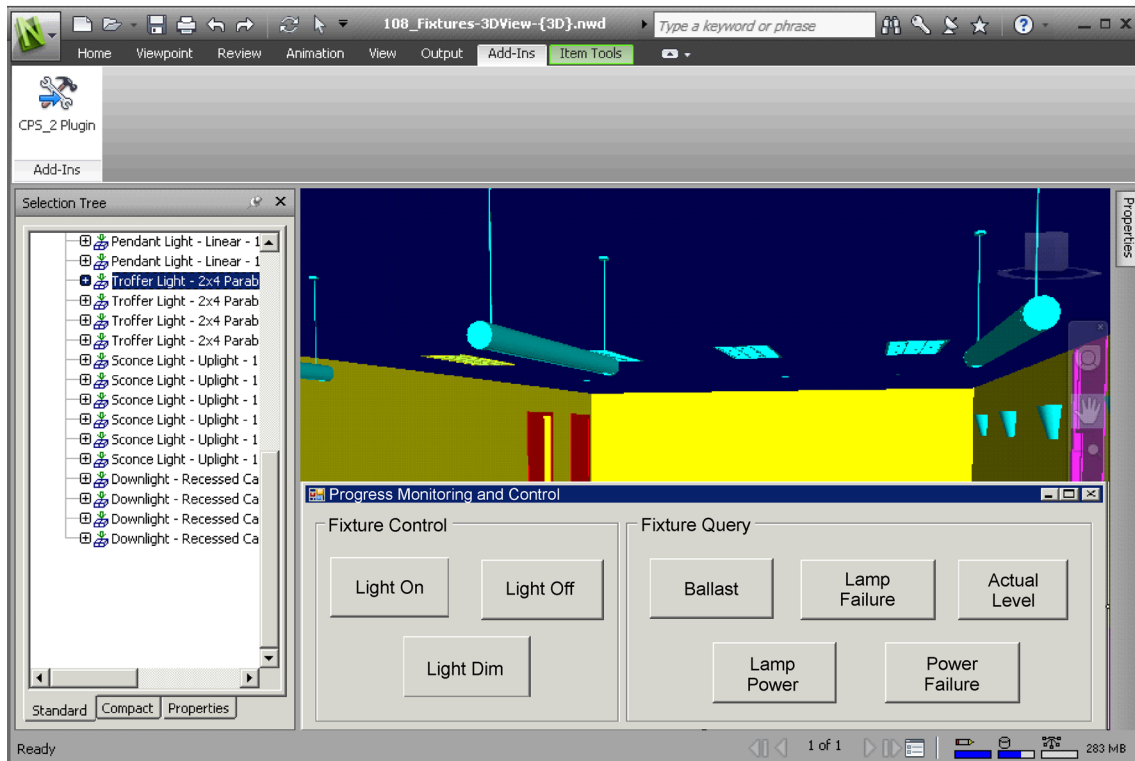 108_Fixtures-3DView-{3D}.nwd
Type a keyword or phrase
Home Viewpoint Review Animation View Output Add-Ins Item Tools
CPS_2 Plugin
Add-Ins
Selection Tree
Properties
Pendant Light - Linear - 1
Pendant Light - Linear - 1
Troffer Light - 2x4 Parab
Troffer Light - 2x4 Parab
Troffer Light - 2x4 Parab
Troffer Light - 2x4 Parab
Sconce Light - Uplight - 1
Sconce Light - Uplight - 1
Sconce Light - Uplight - 1
Sconce Light - Uplight - 1
Sconce Light - Uplight - 1
Sconce Light - Uplight - 1
Downlight - Recessed Ca
Downlight - Recessed Ca
Downlight - Recessed Ca
Downlight - Recessed Ca
Standard Compact Properties
Progress Monitoring and Control
Fixture Control
Light On
Light Off
Light Dim
Fixture Query
Ballast
Lamp
Failure
Actual
Level
Lamp
Power
Power
Failure
Ready
1 of 1
283 MB